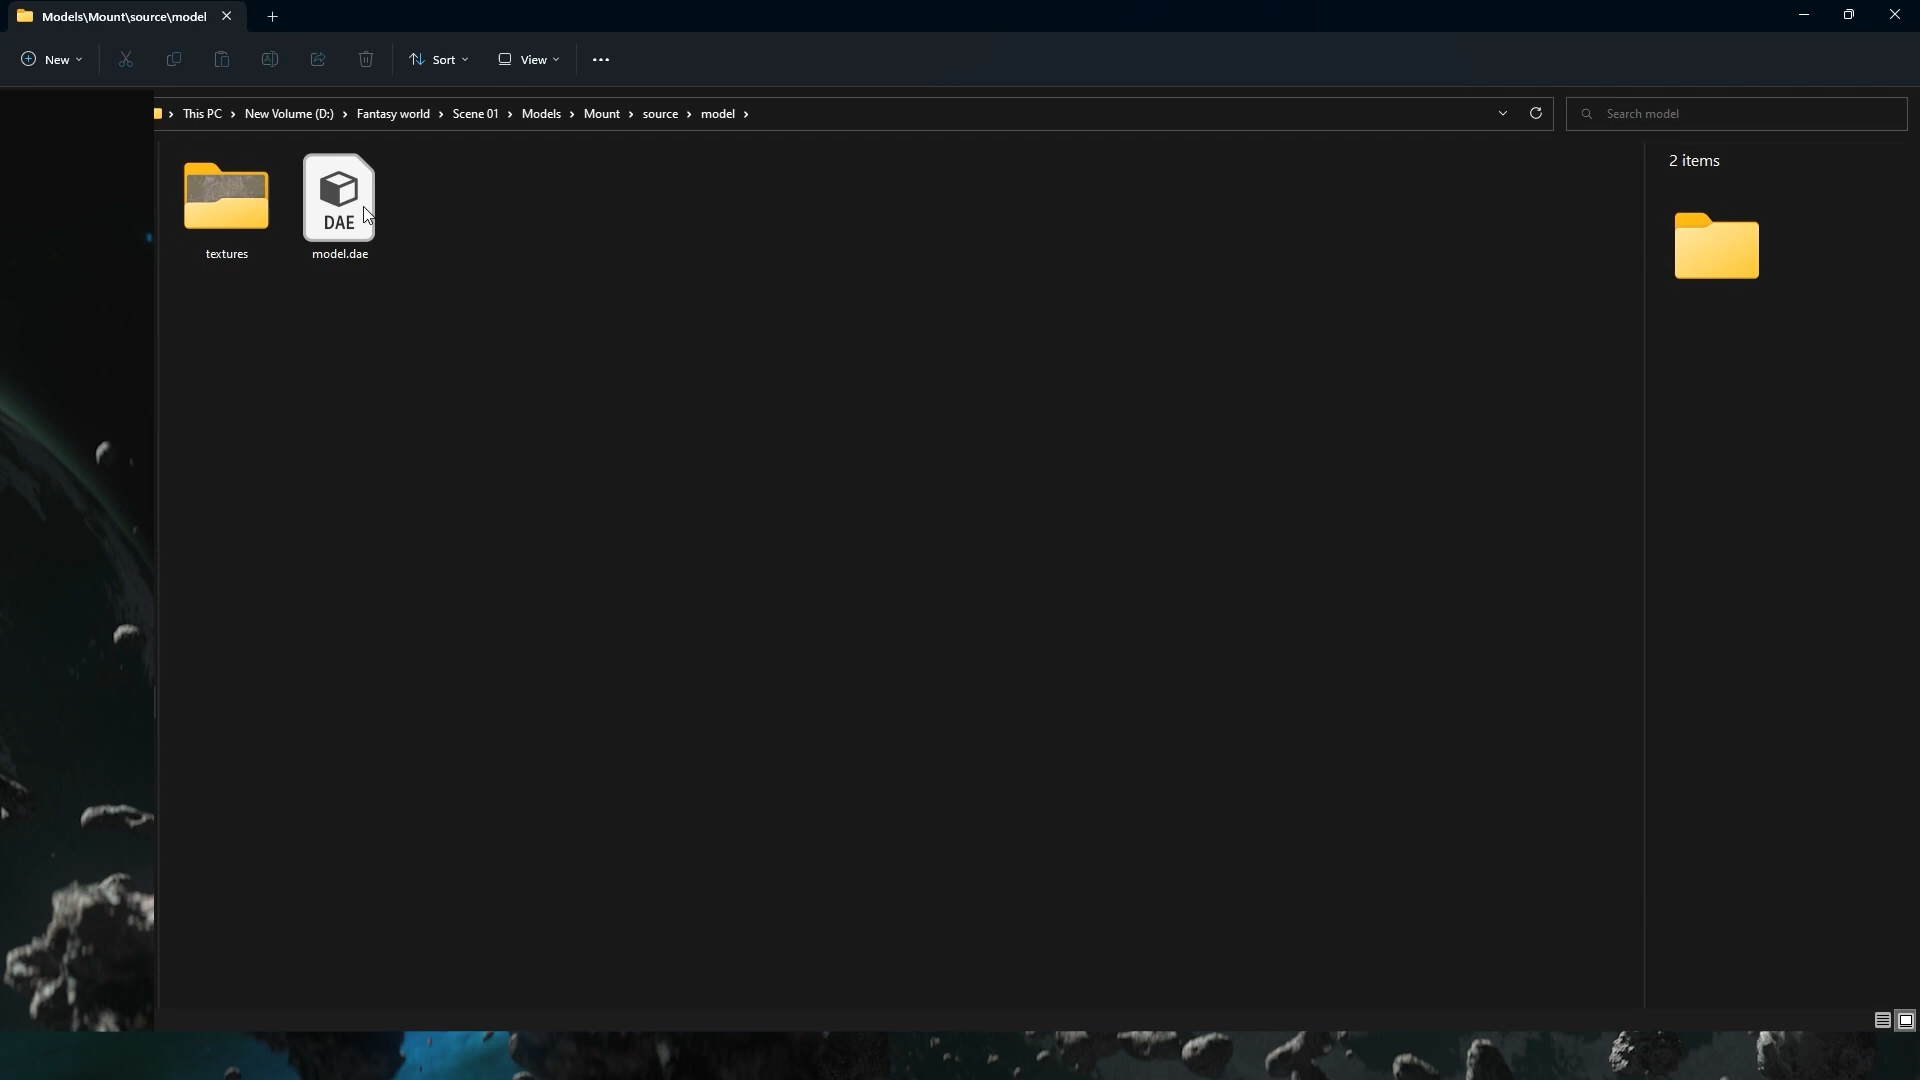 Models\Mount\source\model
New
Sort
View
This PC > New Volume (D:) > Fantasy world > Scene 01 > Models > Mount > source > model >
Search model
2 items
DAE
textures
model.dae